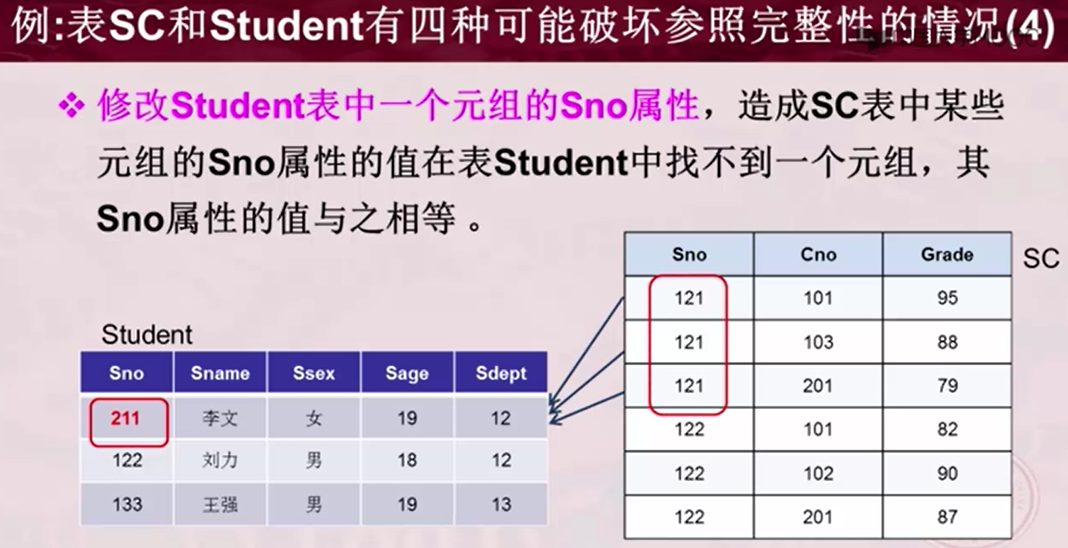 例:表SC和Student有四种可能破坏参照完整性的情况(4)
❖ 修改Student表中一个元组的Sno属性，造成SC表中某些
元组的Sno属性的值在表Student中找不到一个元组，其
Sno属性的值与之相等 。
Student
Sno Sname Ssex Sage Sdept
211 李文 女 19 12
122 刘力 男 18 12
133 王强 男 19 13
SC
Sno Cno Grade
121 101 95
121 103 88
121 201 79
122 101 82
122 102 90
122 201 87